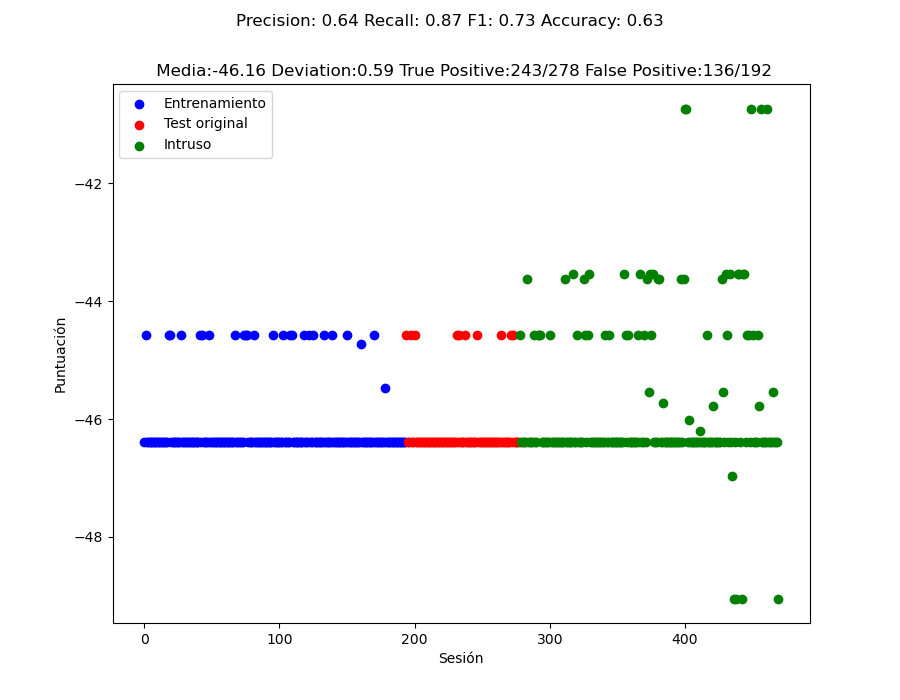 Precision: 0.64 Recall: 0.87 F1: 0.73 Accuracy: 0.63
Media:-46.16 Deviation:0.59 True Positive:243/278 False Positive:136/192
Entrenamiento
Test original
Intruso
−42
−44
−46
−48
Puntuación
0
100
200
300
400
Sesión